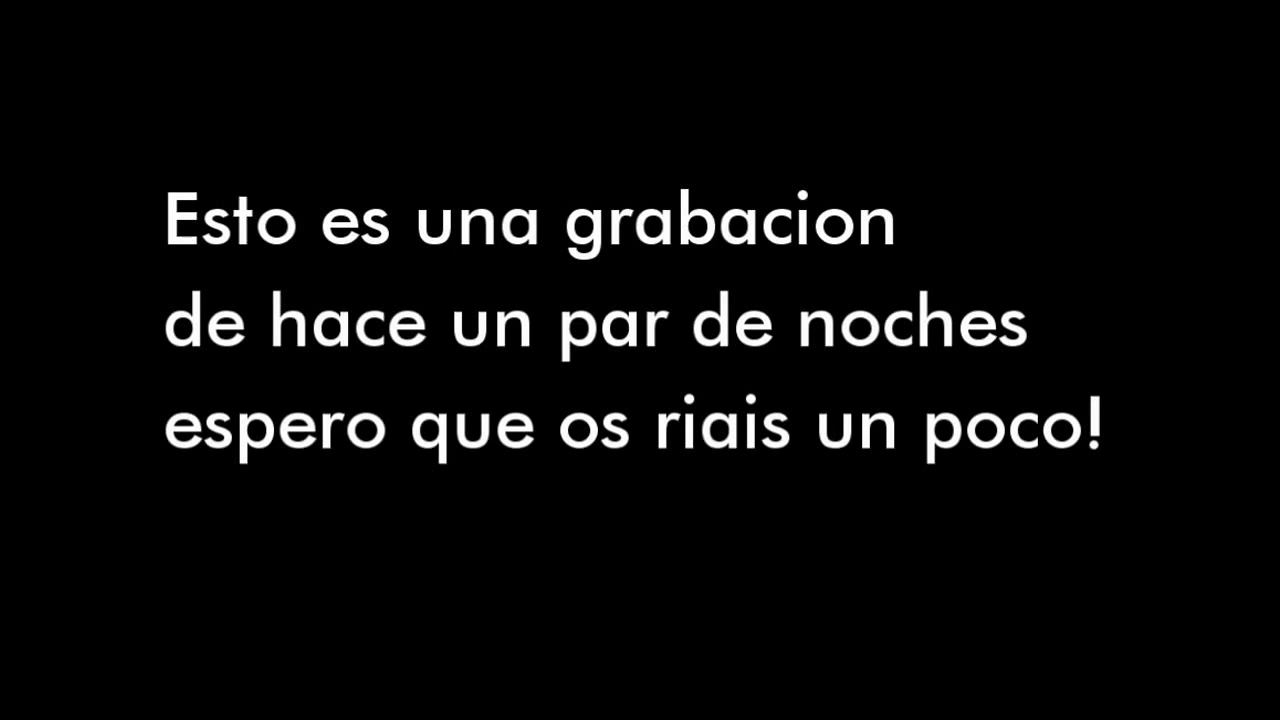 Esto es una grabacion
de hace un par de noches
espero que os riais un poco!